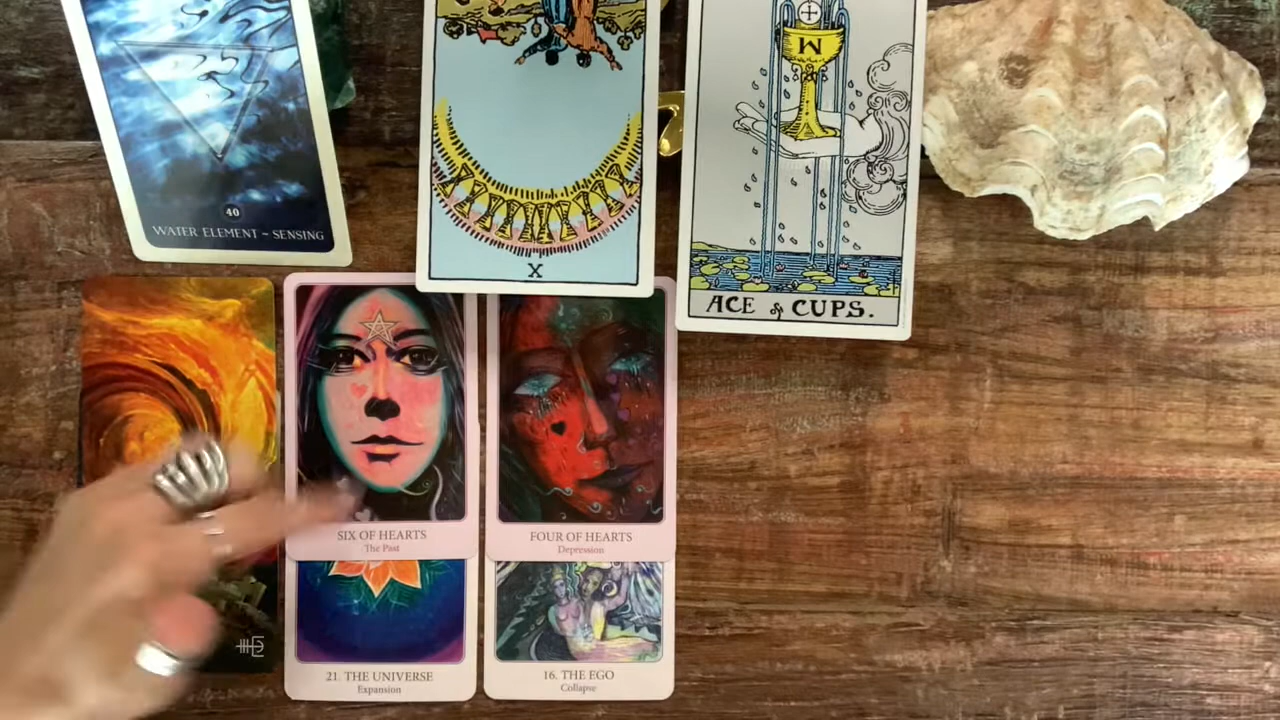 40
WATER ELEMENT ~ SENSING
X
W
ACE of CUPS.
SIX OF HEARTS
The Past
FOUR OF HEARTS
Depression
21. THE UNIVERSE
Expansion
16. THE EGO
Collapse